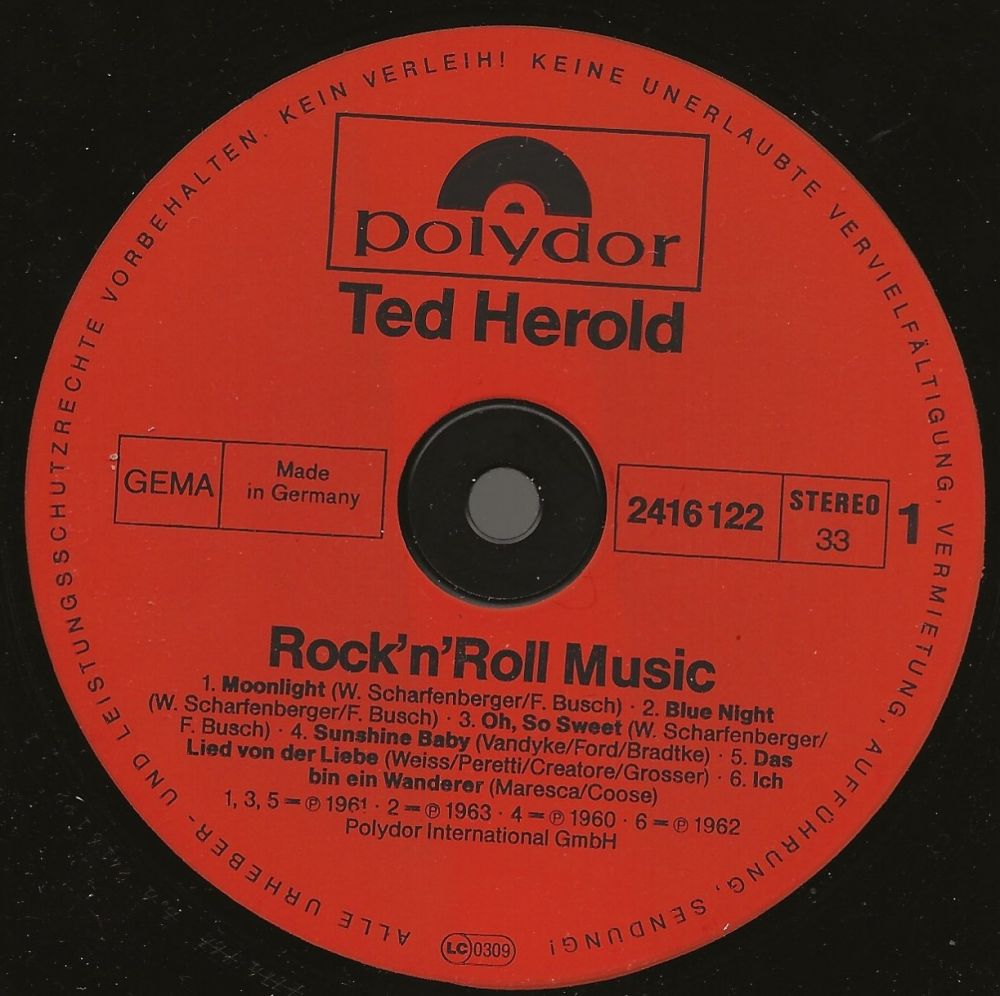 ALLE URHEBER- UND LEISTUNGSSCHUTZRECHTE VORBEHALTEN. KEIN VERLEIH! KEINE UNERLAUBTE VERVIELFÄLTIGUNG, VERMIETUNG, AUFFÜHRUNG, SENDUNG!
polydor
Ted Herold
GEMA
Made
in Germany
2416 122
STEREO
33
1
Rock'n'Roll Music
1. Moonlight (W. Scharfenberger/F. Busch) · 2. Blue Night
(W. Scharfenberger/F. Busch) · 3. Oh, So Sweet (W. Scharfenberger/
F. Busch) · 4. Sunshine Baby (Vandyke/Ford/Bradtke) · 5. Das
Lied von der Liebe (Weiss/Peretti/Creatore/Grosser) · 6. Ich
bin ein Wanderer (Maresca/Coose)
1, 3, 5 = ℗ 1961 · 2 = ℗ 1963 · 4 = ℗ 1960 · 6 = ℗ 1962
Polydor International GmbH
LC 0309